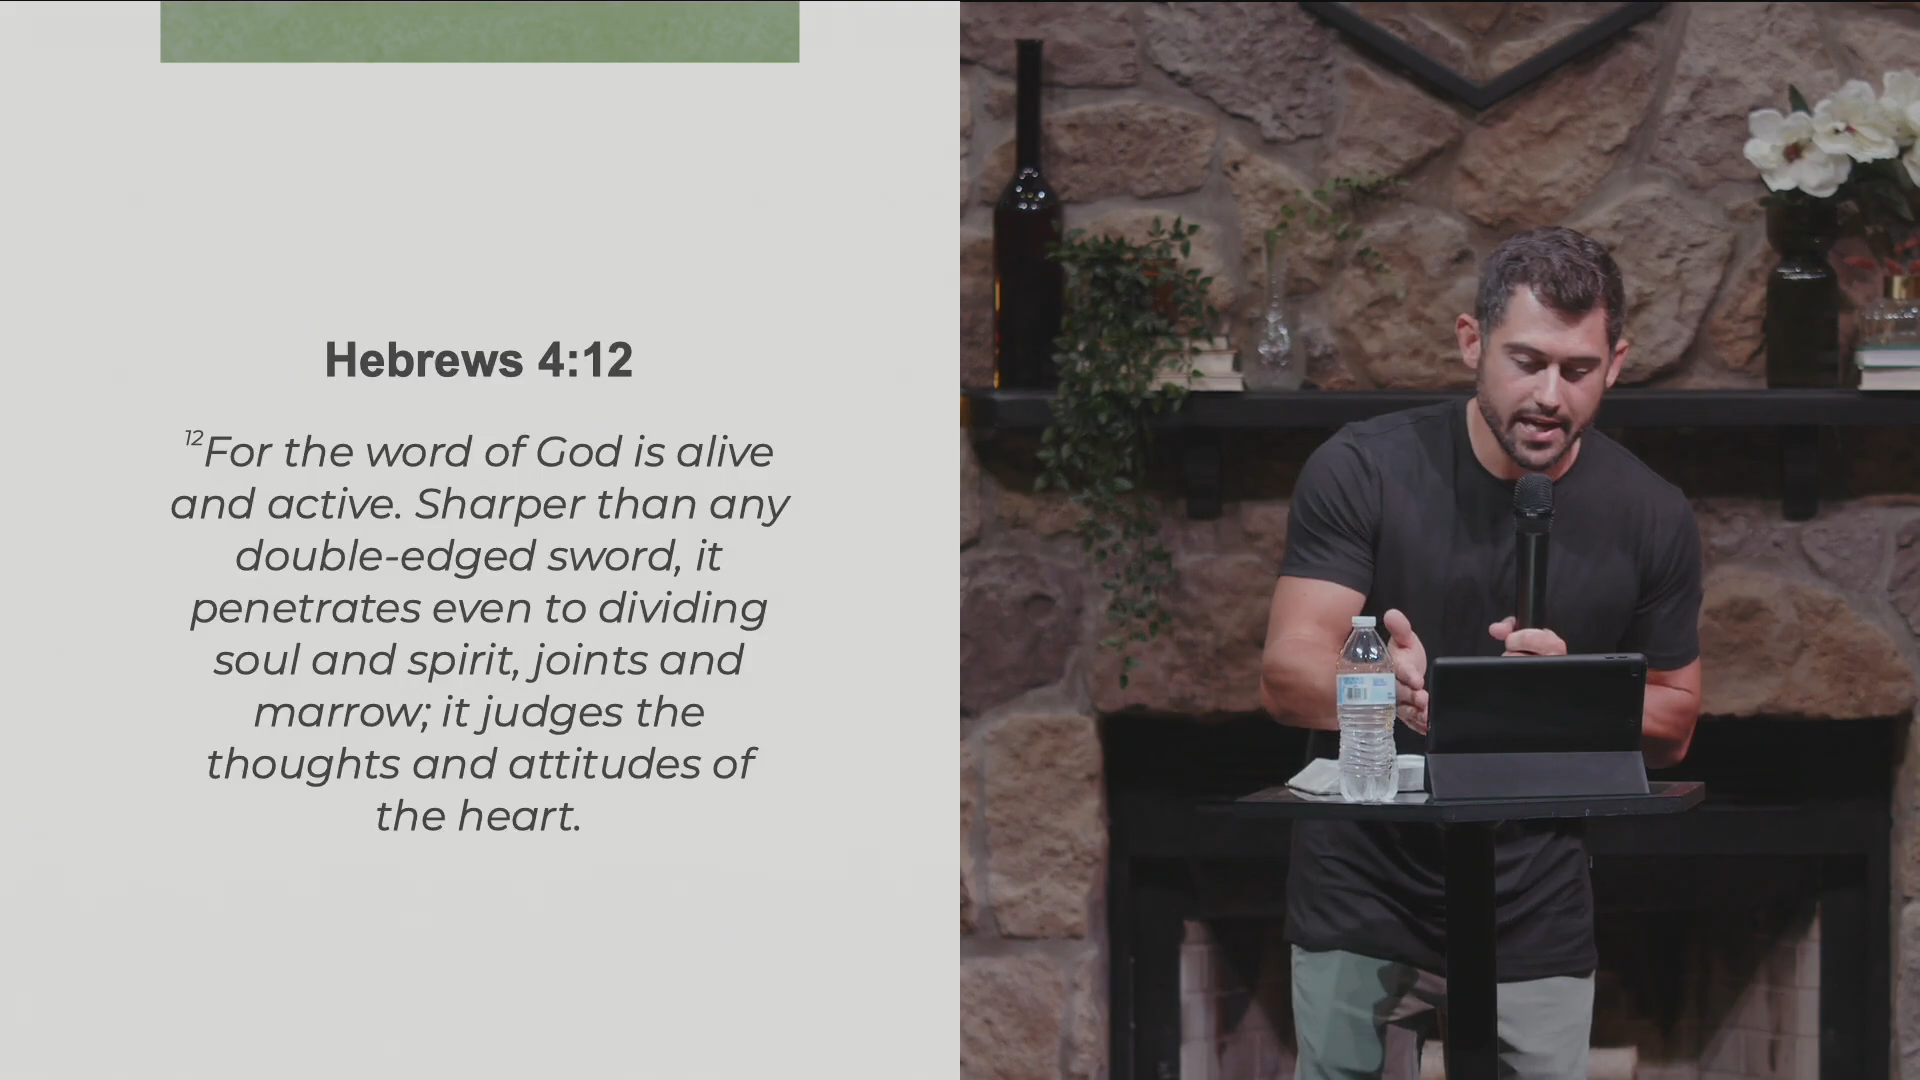 Hebrews 4:12
¹²For the word of God is alive
and active. Sharper than any
double-edged sword, it
penetrates even to dividing
soul and spirit, joints and
marrow; it judges the
thoughts and attitudes of
the heart.